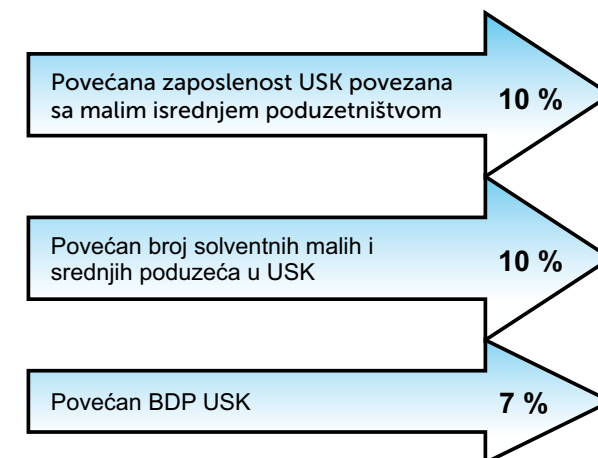 Povećana zaposlenost USK povezana
sa malim isrednjem poduzetništvom
10 %
Povećan broj solventnih malih i
srednjih poduzeća u USK
10 %
Povećan BDP USK
7 %